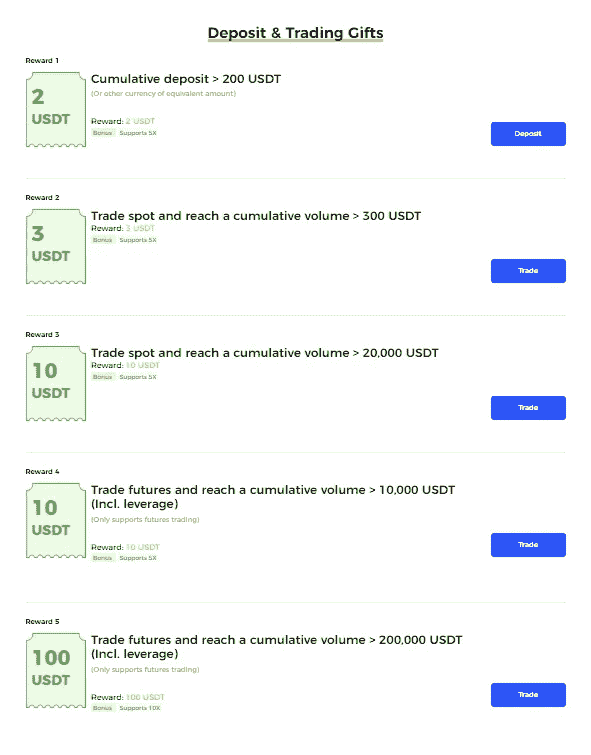 Deposit & Trading Gifts
Reward 1
2
USDT
Cumulative deposit > 200 USDT
(Or other currency of equivalent amount)
Reward: 2 USDT
Bonus Supports 5X
Deposit
Reward 2
3
USDT
Trade spot and reach a cumulative volume > 300 USDT
Reward: 3 USDT
Bonus Supports 5X
Trade
Reward 3
10
USDT
Trade spot and reach a cumulative volume > 20,000 USDT
Reward: 10 USDT
Bonus Supports 5X
Trade
Reward 4
10
USDT
Trade futures and reach a cumulative volume > 10,000 USDT
(Incl. leverage)
(Only supports futures trading)
Reward: 10 USDT
Bonus Supports 5X
Trade
Reward 5
100
USDT
Trade futures and reach a cumulative volume > 200,000 USDT
(Incl. leverage)
(Only supports futures trading)
Reward: 100 USDT
Bonus Supports 10X
Trade